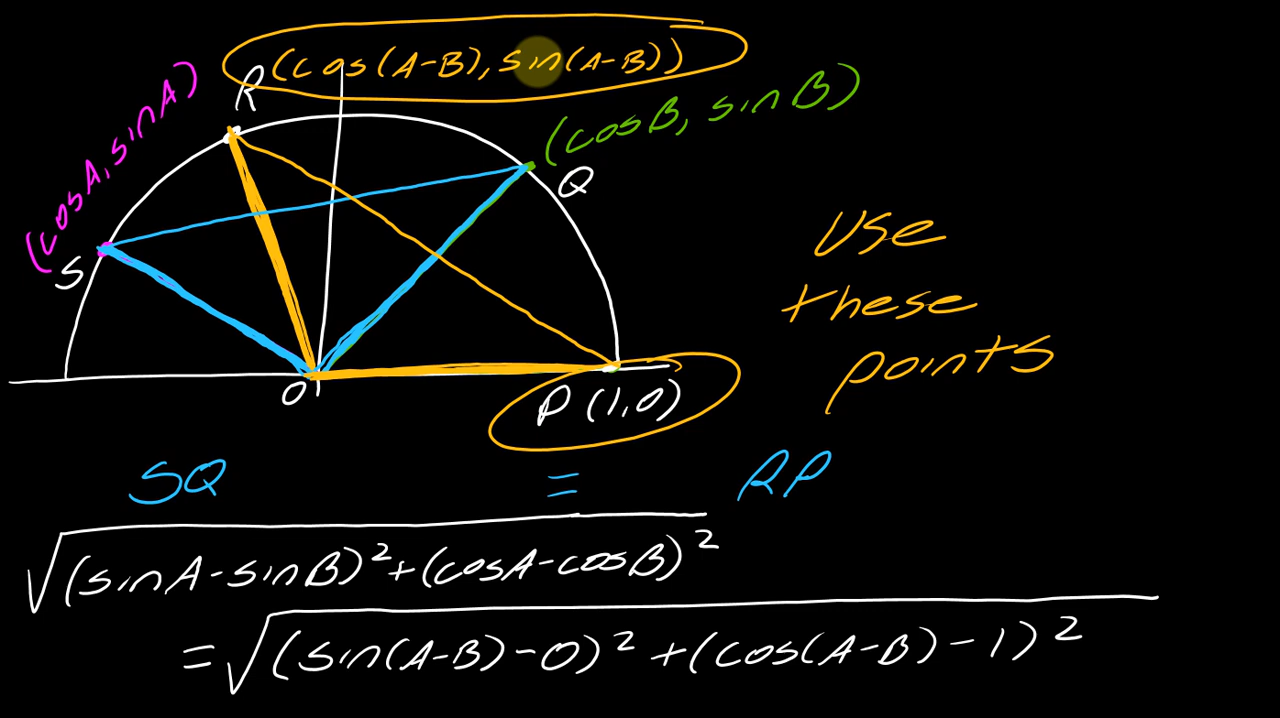 (cos(A-B), sin(A-B))
R
(cosA, sinA)
(cosB, sinB)
Q
S
O
P (1,0)
Use
these
points
SQ = RP
√(sinA-sinB)²+(cosA-cosB)²
=√(sin(A-B)-0)²+(cos(A-B)-1)²